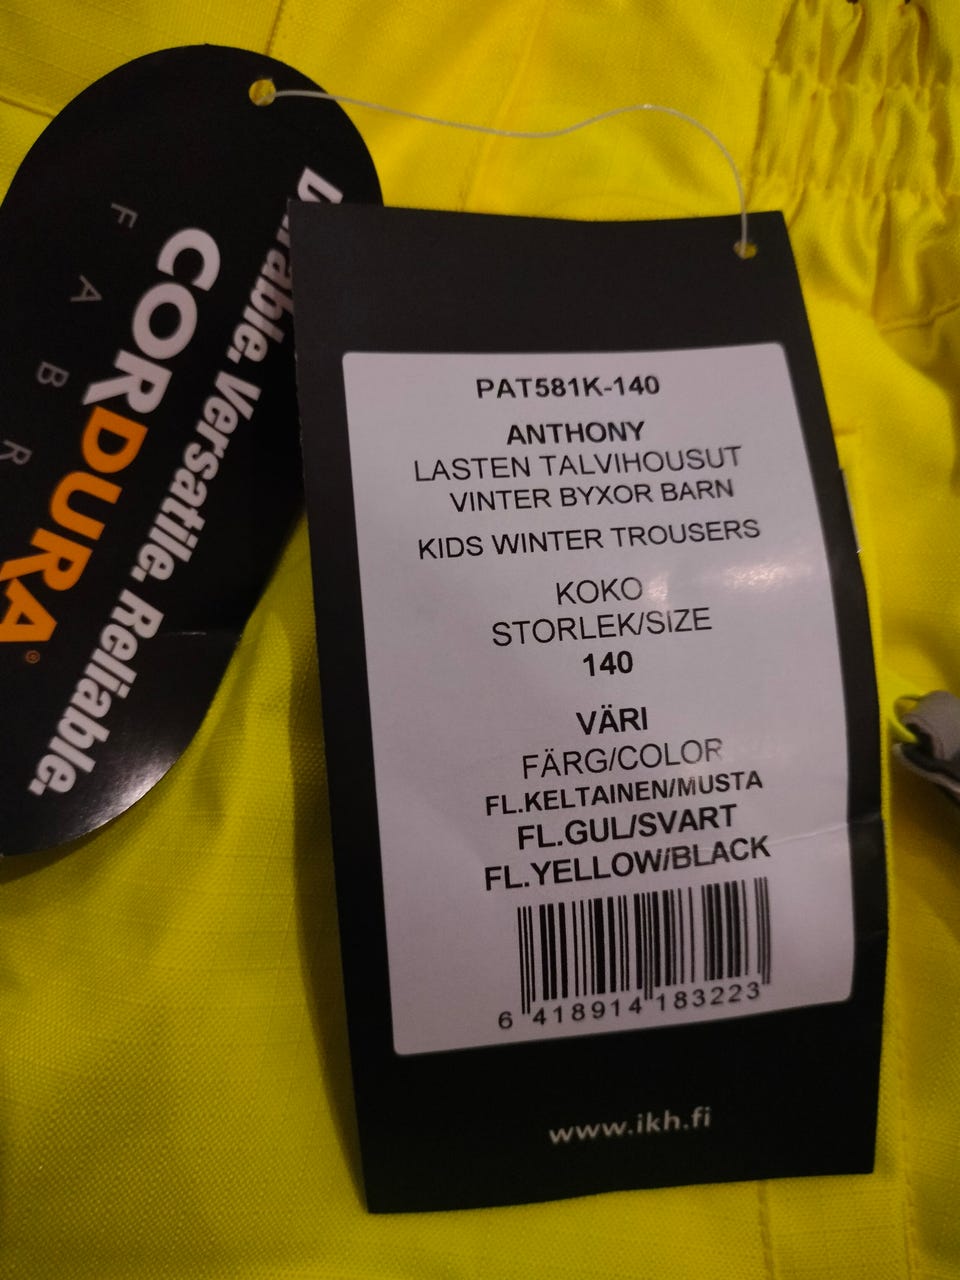 Durable. Versatile. Reliable.
CORDURA®
FABR
PAT581K-140
ANTHONY
LASTEN TALVIHOUSUT
VINTER BYXOR BARN
KIDS WINTER TROUSERS
KOKO
STORLEK/SIZE
140
VÄRI
FÄRG/COLOR
FL.KELTAINEN/MUSTA
FL.GUL/SVART
FL.YELLOW/BLACK
6 418914 183223
www.ikh.fi